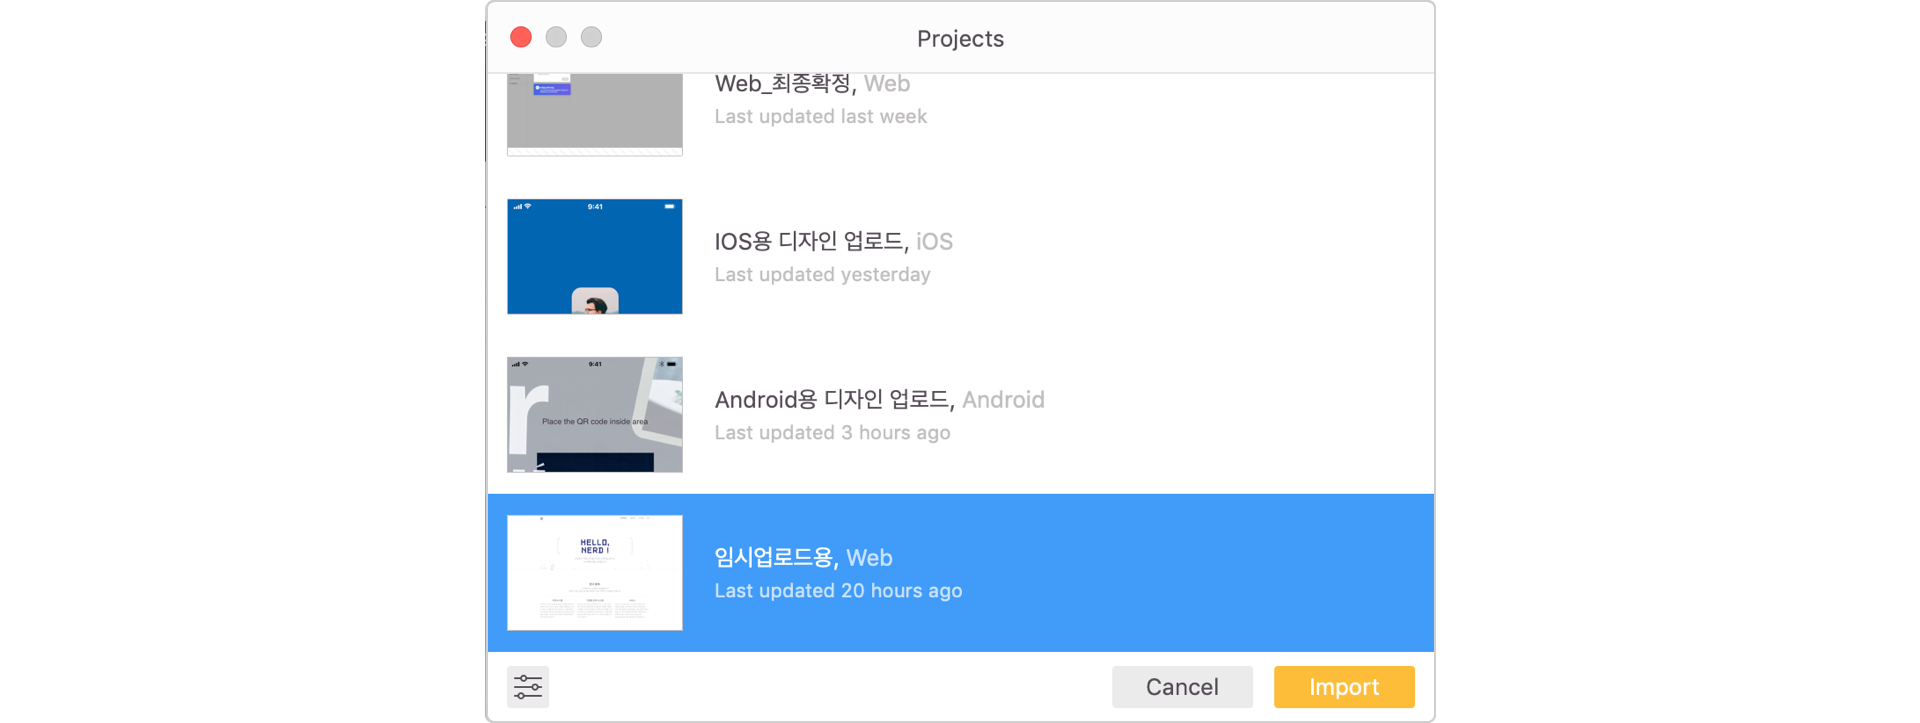 Projects
Web_최종확정, Web
Last updated last week
9:41
IOS용 디자인 업로드, iOS
Last updated yesterday
9:41
Place the QR code inside area
Android용 디자인 업로드, Android
Last updated 3 hours ago
HELLO,
NERD !
임시업로드용, Web
Last updated 20 hours ago
Cancel
Import